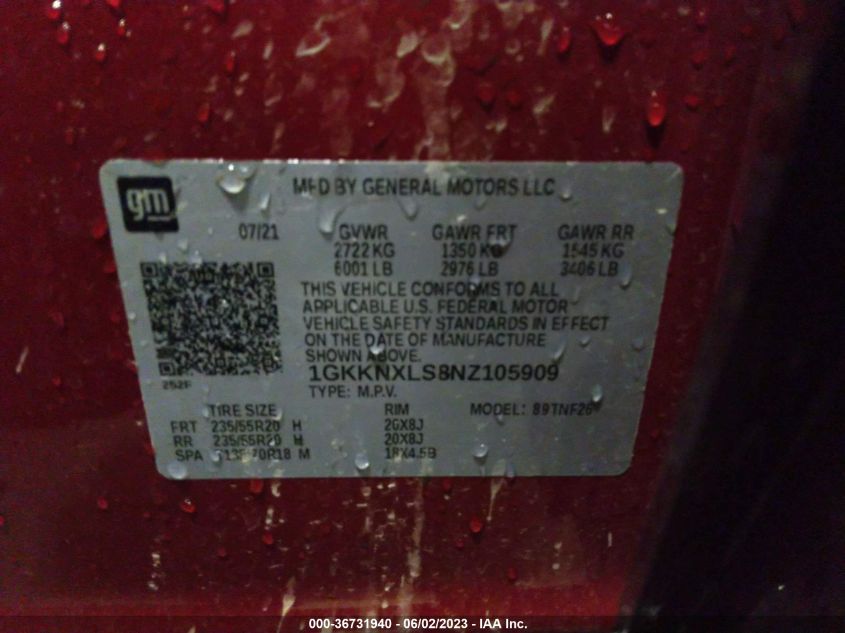 gm
MFD BY GENERAL MOTORS LLC
07/21 GVWR GAWR FRT GAWR RR
2722 KG 1350 KG 1545 KG
6001 LB 2976 LB 3406 LB
THIS VEHICLE CONFORMS TO ALL
APPLICABLE U.S. FEDERAL MOTOR
VEHICLE SAFETY STANDARDS IN EFFECT
ON THE DATE OF MANUFACTURE
SHOWN ABOVE.
1GKKNXLS8NZ105909
252F TYPE: M.P.V.
TIRE SIZE RIM MODEL:
FRT 235/55R20 H 20X8J
RR 235/55R20 H 20X8J
SPA M 18X4.5B
000-36731940 - 06/02/2023 - IAA Inc.